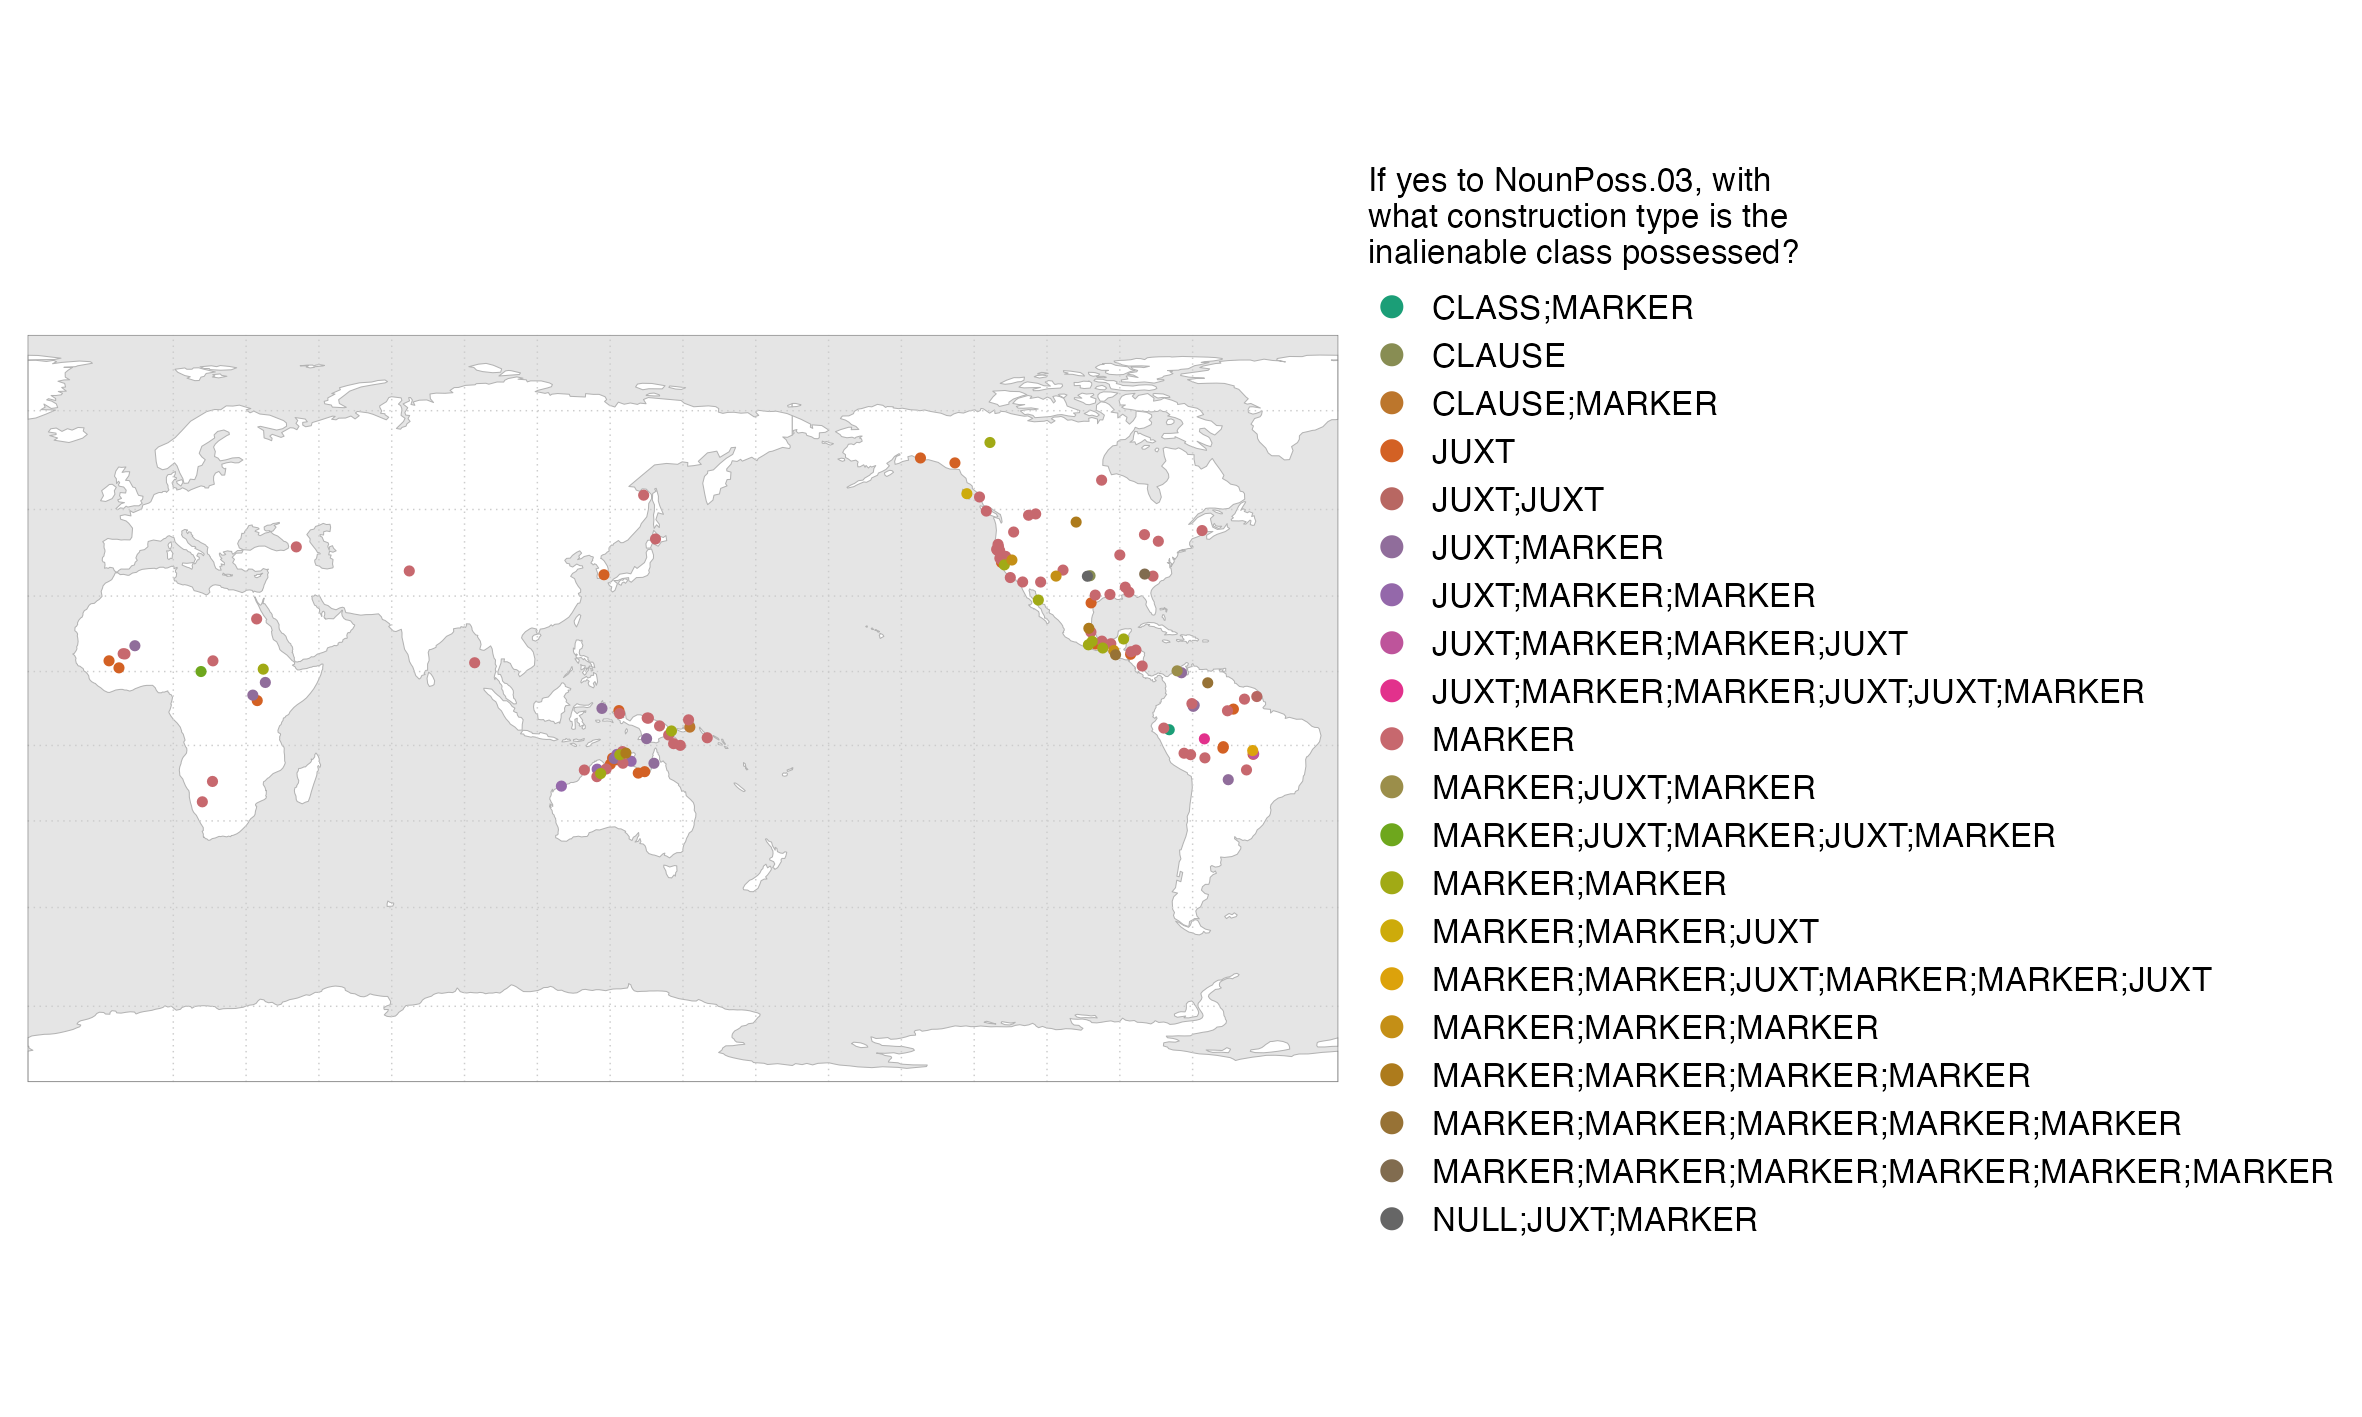 If yes to NounPoss.03, with
what construction type is the
inalienable class possessed?
CLASS;MARKER
CLAUSE
CLAUSE;MARKER
JUXT
JUXT;JUXT
JUXT;MARKER
JUXT;MARKER;MARKER
JUXT;MARKER;MARKER;JUXT
JUXT;MARKER;MARKER;JUXT;JUXT;MARKER
MARKER
MARKER;JUXT;MARKER
MARKER;JUXT;MARKER;JUXT;MARKER
MARKER;MARKER
MARKER;MARKER;JUXT
MARKER;MARKER;JUXT;MARKER;MARKER;JUXT
MARKER;MARKER;MARKER
MARKER;MARKER;MARKER;MARKER
MARKER;MARKER;MARKER;MARKER;MARKER
MARKER;MARKER;MARKER;MARKER;MARKER;MARKER
NULL;JUXT;MARKER